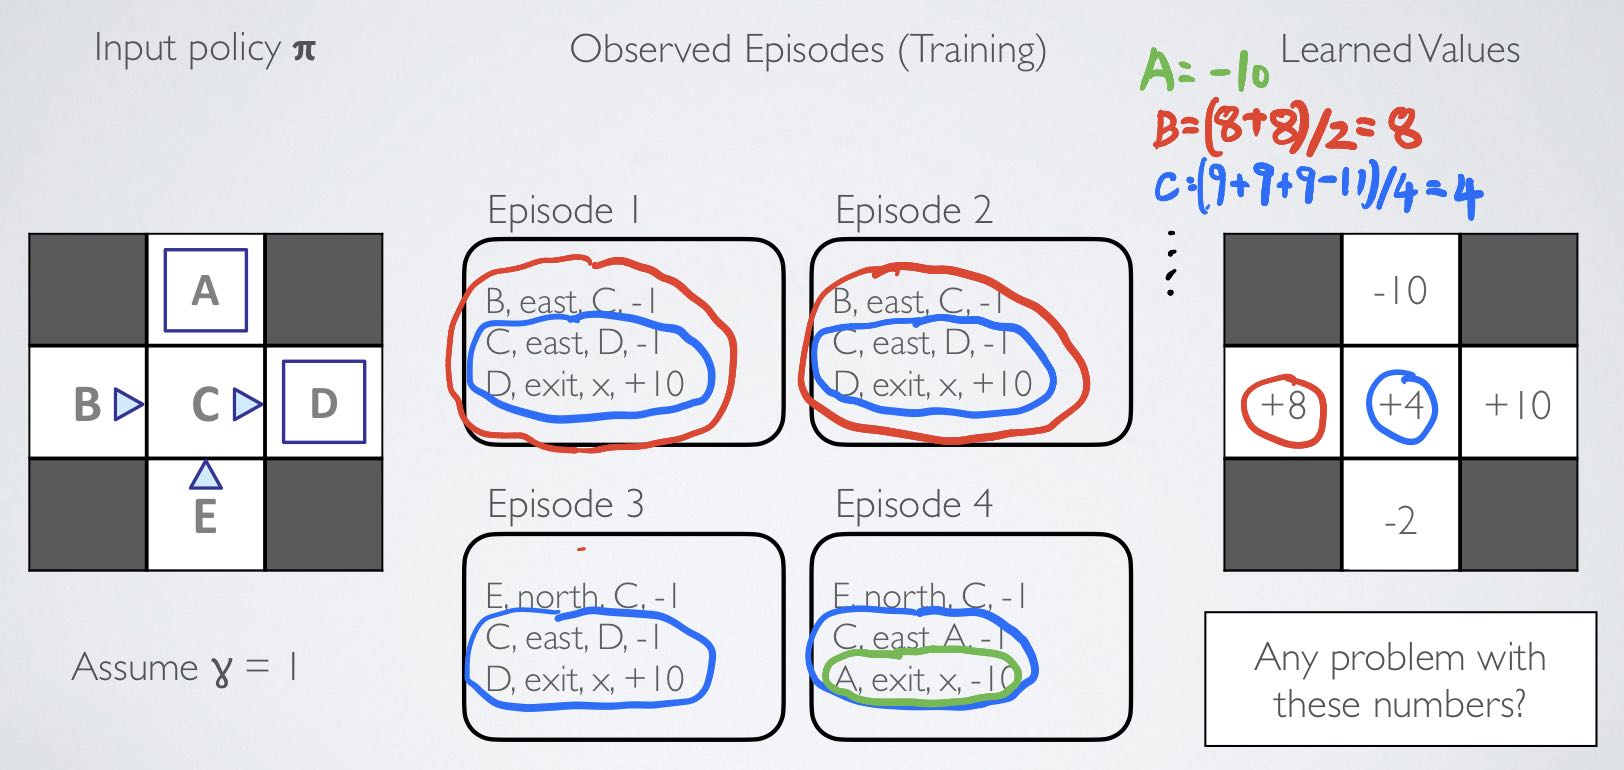 Input policy π
Observed Episodes (Training)
Learned Values
A = -10
B = (8+8)/2 = 8
C : (9+9+9-11)/4 = 4
Episode 1
B, east, C, -1
C, east, D, -1
D, exit, x, +10
Episode 2
B, east, C, -1
C, east, D, -1
D, exit, x, +10
Episode 3
E, north, C, -1
C, east, D, -1
D, exit, x, +10
Episode 4
E, north, C, -1
C, east, A, -1
A, exit, x, -10
A
B C D
E
Assume γ = 1
-10
+8 +4 +10
-2
Any problem with
these numbers?